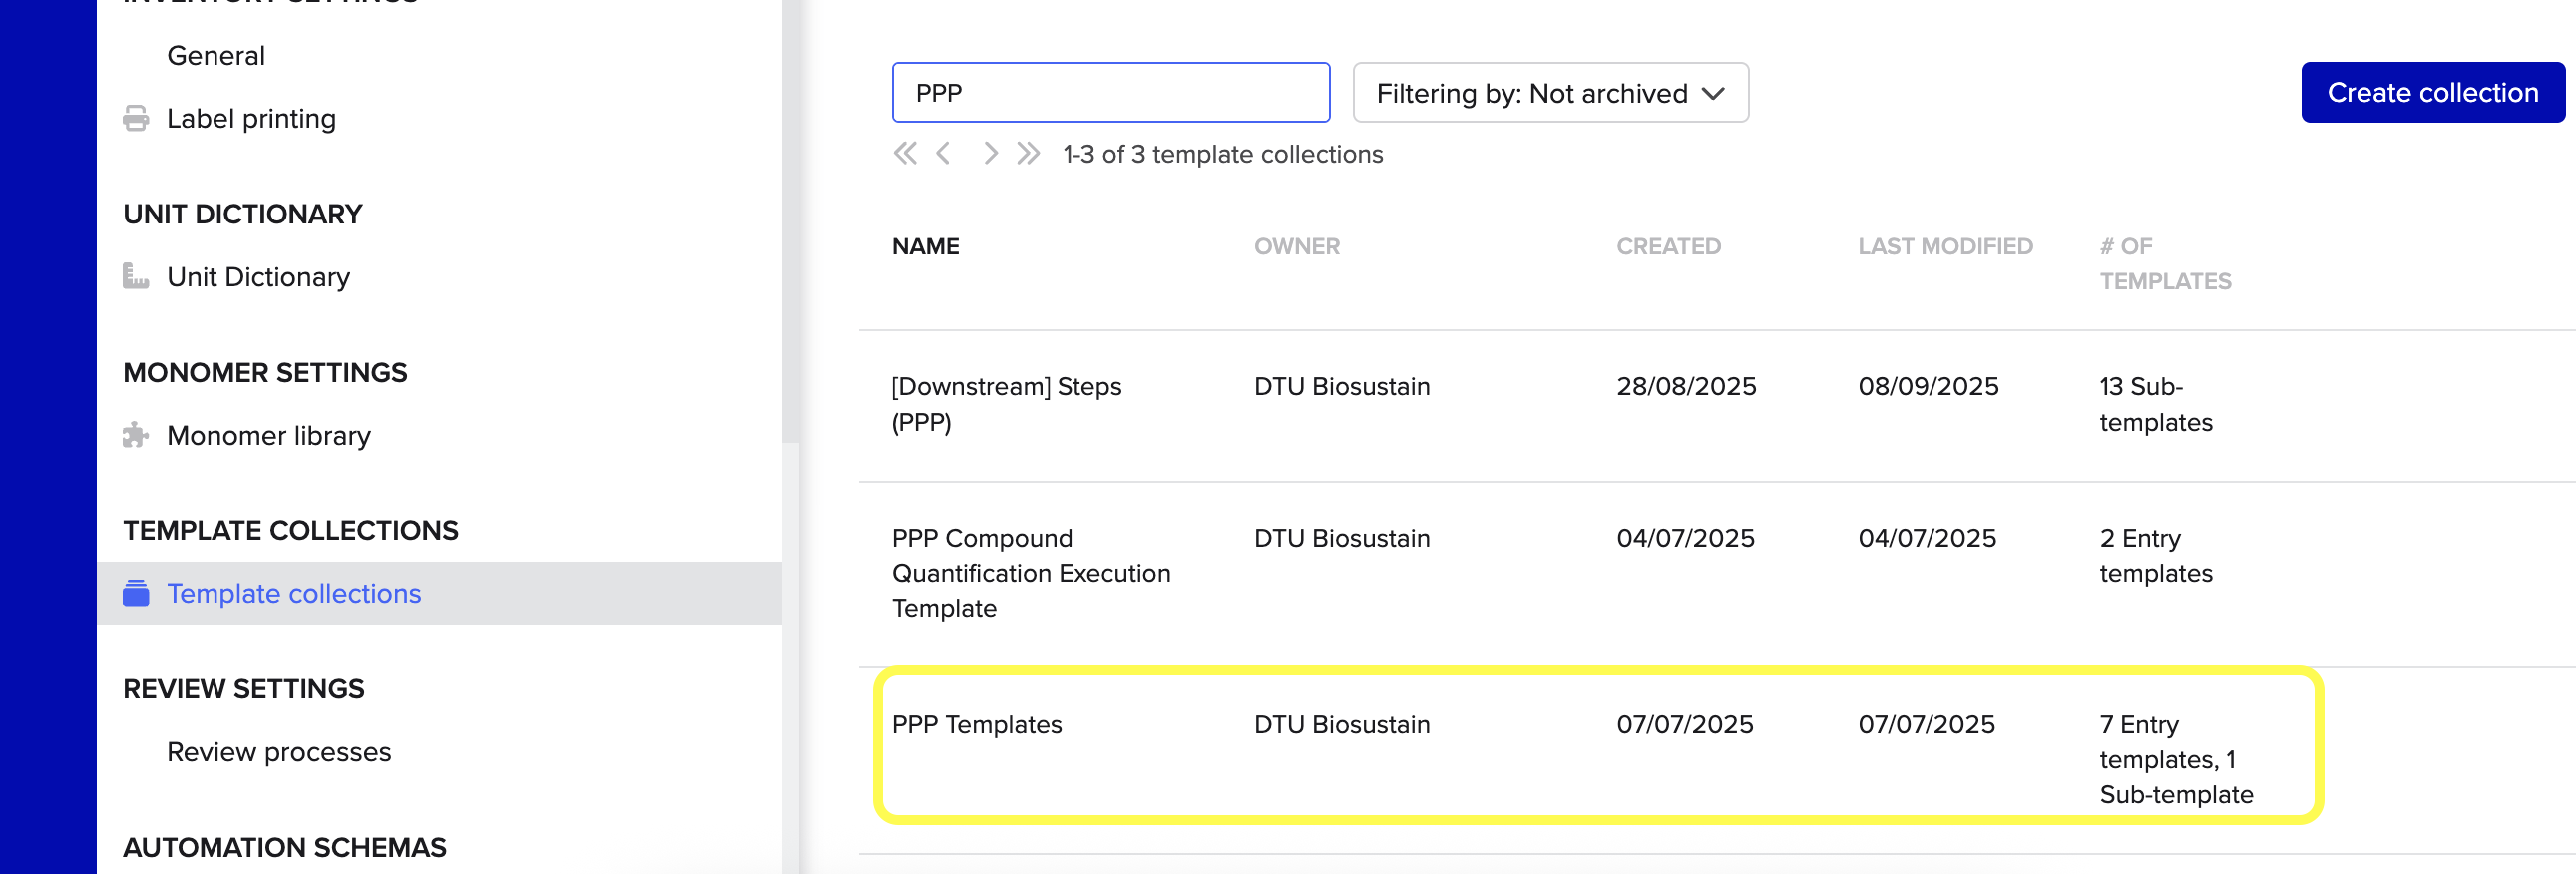 INVENTORY SETTINGS
General
Label printing
UNIT DICTIONARY
Unit Dictionary
MONOMER SETTINGS
Monomer library
TEMPLATE COLLECTIONS
Template collections
REVIEW SETTINGS
Review processes
AUTOMATION SCHEMAS
PPP
Filtering by: Not archived
Create collection
1-3 of 3 template collections
NAME
OWNER
CREATED
LAST MODIFIED
# OF
TEMPLATES
[Downstream] Steps
(PPP)
DTU Biosustain
28/08/2025
08/09/2025
13 Sub-
templates
PPP Compound
Quantification Execution
Template
DTU Biosustain
04/07/2025
04/07/2025
2 Entry
templates
PPP Templates
DTU Biosustain
07/07/2025
07/07/2025
7 Entry
templates, 1
Sub-template